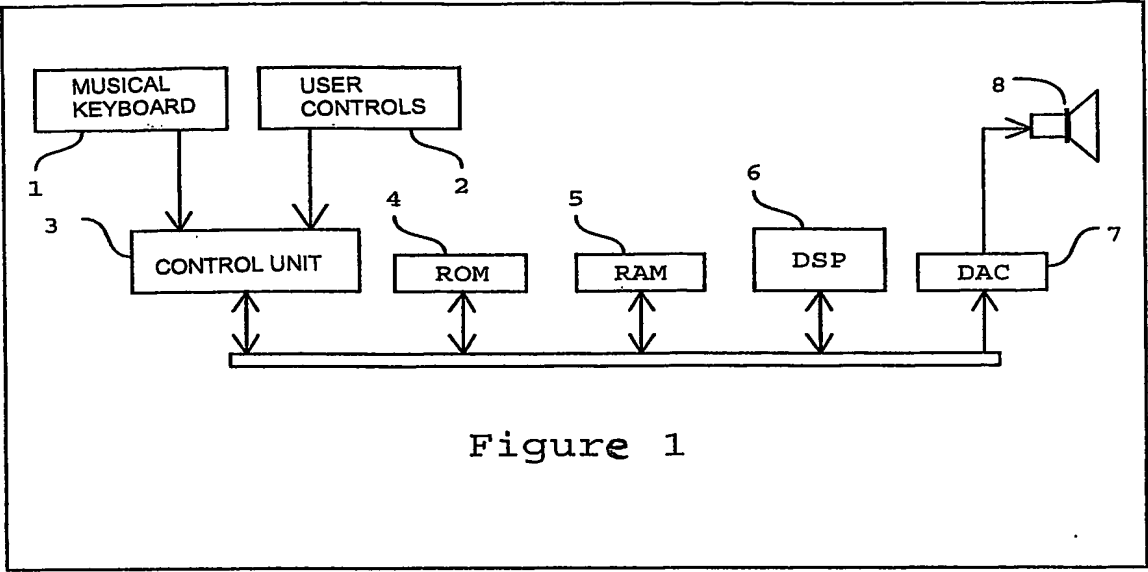 MUSICAL
KEYBOARD
USER
CONTROLS
8
1
2
3
4
5
6
7
CONTROL UNIT
ROM
RAM
DSP
DAC
Figure 1